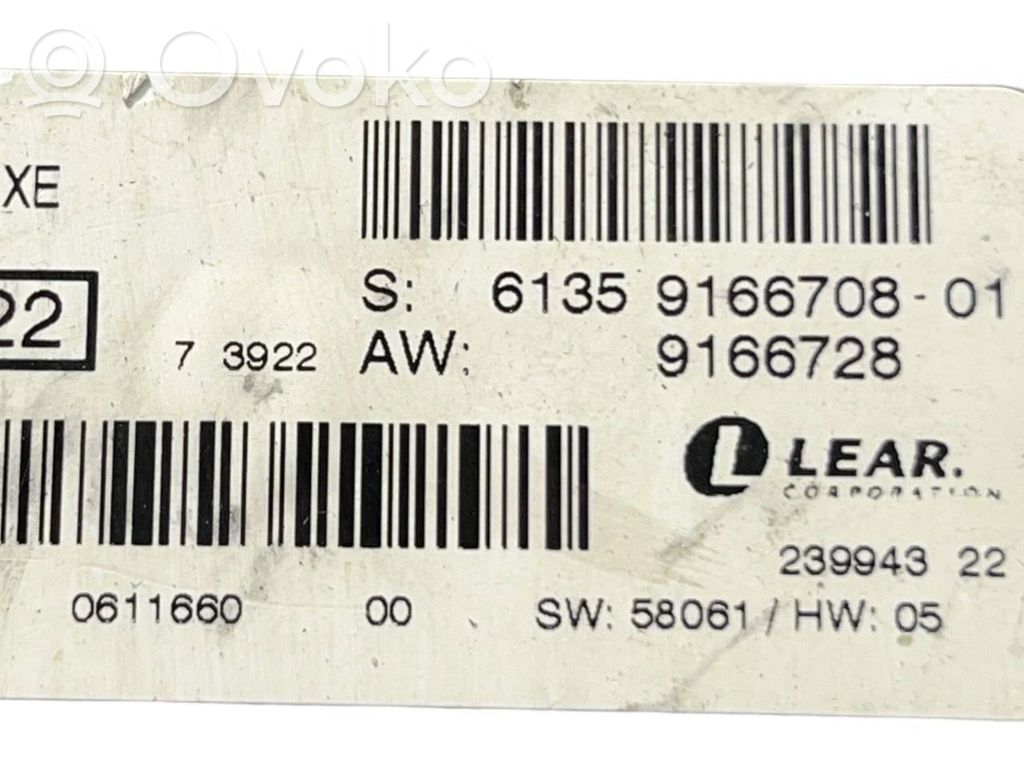 Ovoko
XE
S: 6135 9166708-01
22
7 3922
AW: 9166728
L LEAR.
CORPORATION
239943 22
0611660 00 SW: 58061 / HW: 05